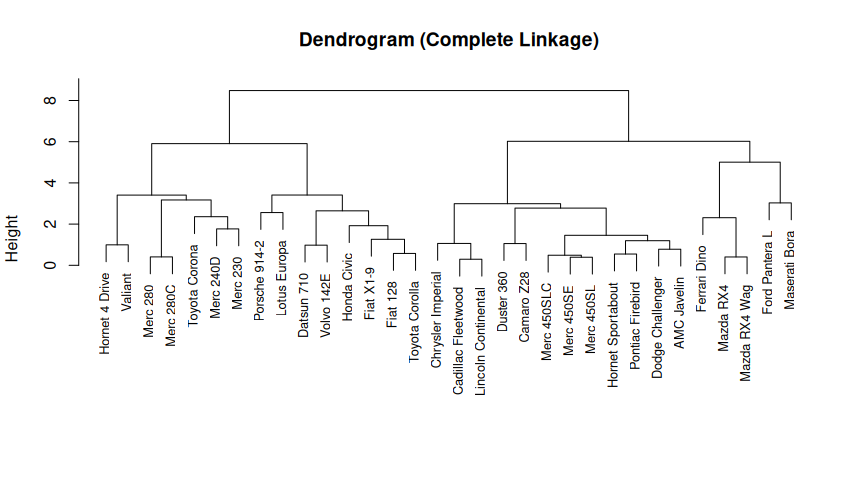 Dendrogram (Complete Linkage)
Height
8
6
4
2
0
Hornet 4 Drive
Valiant
Merc 280
Merc 280C
Toyota Corona
Merc 240D
Merc 230
Porsche 914-2
Lotus Europa
Datsun 710
Volvo 142E
Honda Civic
Fiat X1-9
Fiat 128
Toyota Corolla
Chrysler Imperial
Cadillac Fleetwood
Lincoln Continental
Duster 360
Camaro Z28
Merc 450SLC
Merc 450SE
Merc 450SL
Hornet Sportabout
Pontiac Firebird
Dodge Challenger
AMC Javelin
Ferrari Dino
Mazda RX4
Mazda RX4 Wag
Ford Pantera L
Maserati Bora